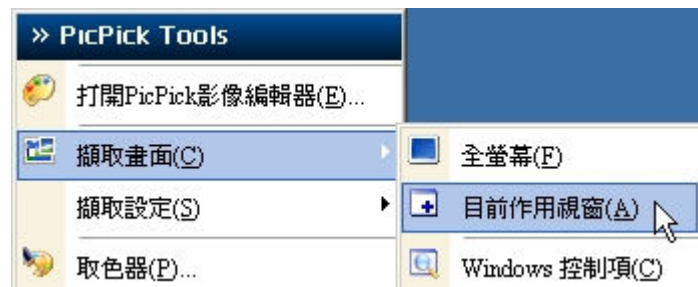 » PicPick Tools
打開PicPick影像編輯器(E)...
擷取畫面(C)
擷取設定(S)
取色器(P)...
全螢幕(F)
目前作用視窗(A)
Windows 控制項(C)